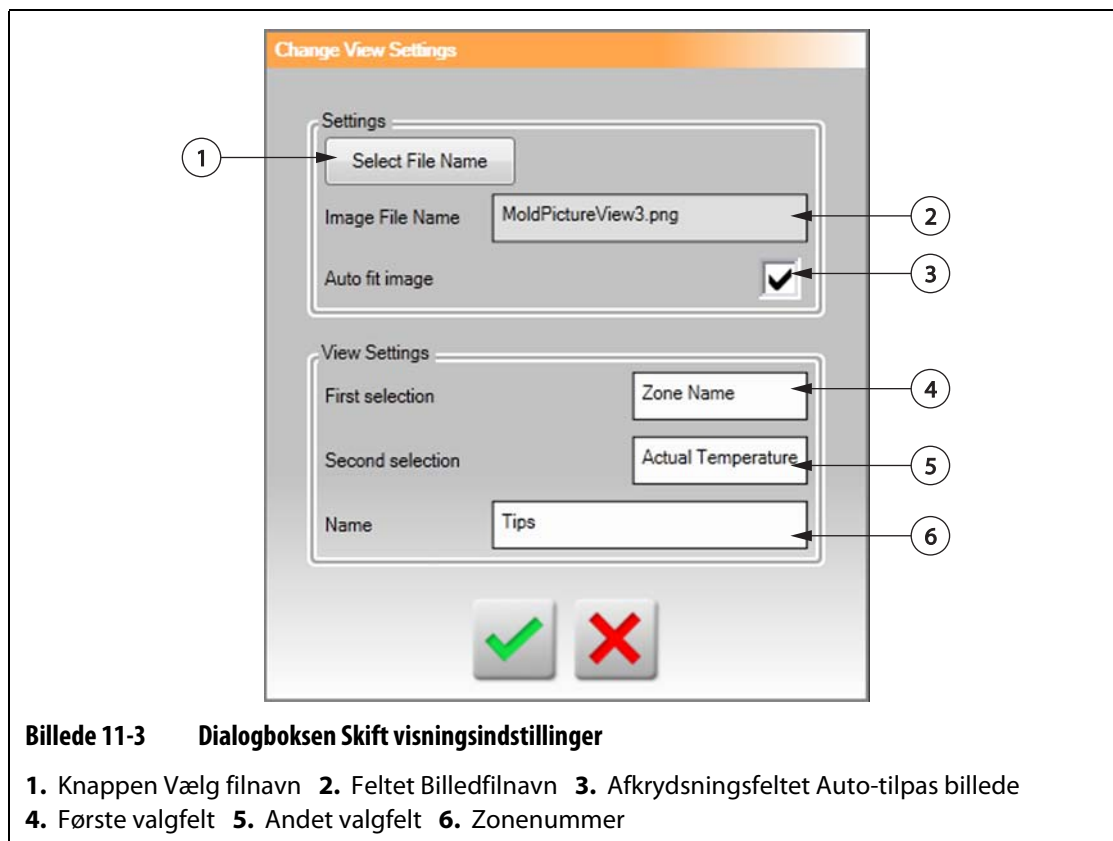 Change View Settings
Settings
1
Select File Name
Image File Name
MoldPictureView3.png
2
Auto fit image
3
View Settings
First selection
Zone Name
4
Second selection
Actual Temperature
5
Name
Tips
6
Billede 11-3 Dialogboksen Skift visningsindstillinger
1. Knappen Vælg filnavn 2. Feltet Billedfilnavn 3. Afkrydsningsfeltet Auto-tilpas billede
4. Første valgfelt 5. Andet valgfelt 6. Zonenummer